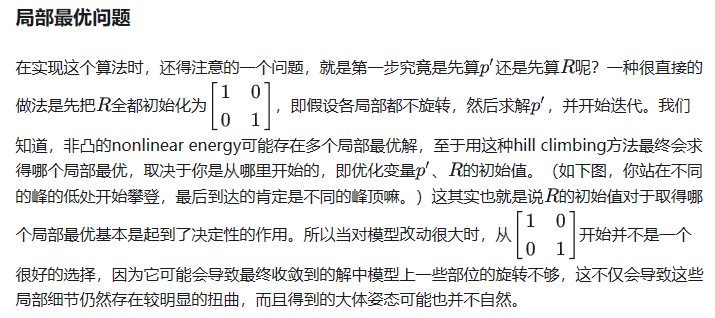 局部最优问题
在实现这个算法时，还得注意的一个问题，就是第一步究竟是先算p′还是先算R呢？一种很直接的
做法是先把R全都初始化为[1 0; 0 1]，即假设各局部都不旋转，然后求解p′，并开始迭代。我们
知道，非凸的nonlinear energy可能存在多个局部最优解，至于用这种hill climbing方法最终会求
得哪个局部最优，取决于你是从哪里开始的，即优化变量p′、R的初始值。（如下图，你站在不同
的峰的低处开始攀登，最后到达的肯定是不同的峰顶嘛。）这其实也就是说R的初始值对于取得哪
个局部最优基本是起到了决定性的作用。所以当对模型改动很大时，从[1 0; 0 1]开始并不是一个
很好的选择，因为它可能会导致最终收敛到的解中模型上一些部位的旋转不够，这不仅会导致这些
局部细节仍然存在较明显的扭曲，而且得到的大体姿态可能也并不自然。